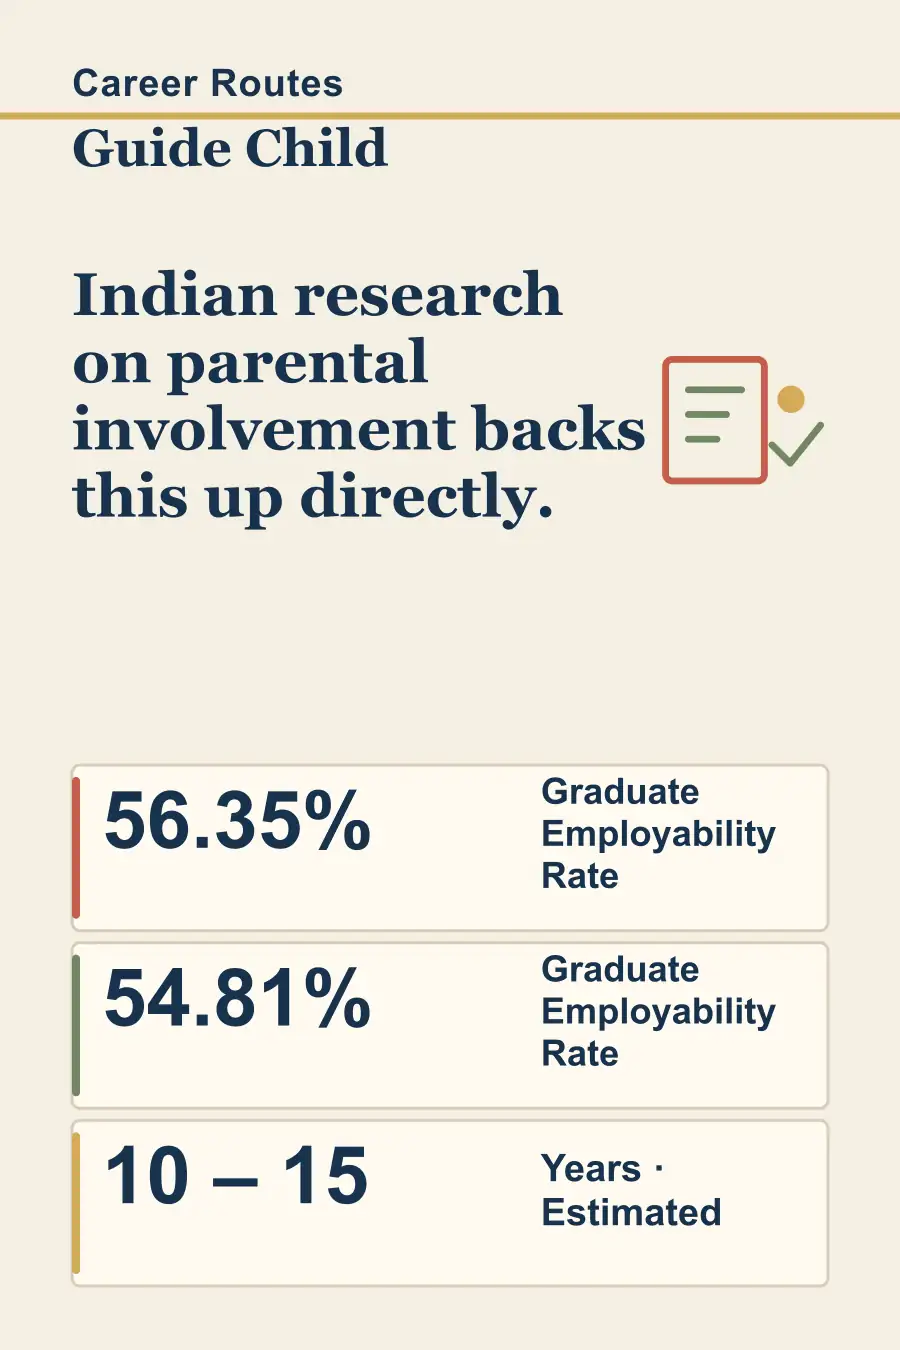 Career Routes
Guide Child
Indian research
on parental
involvement backs
this up directly.
56.35%
Graduate
Employability
Rate
54.81%
Graduate
Employability
Rate
10 – 15
Years ·
Estimated